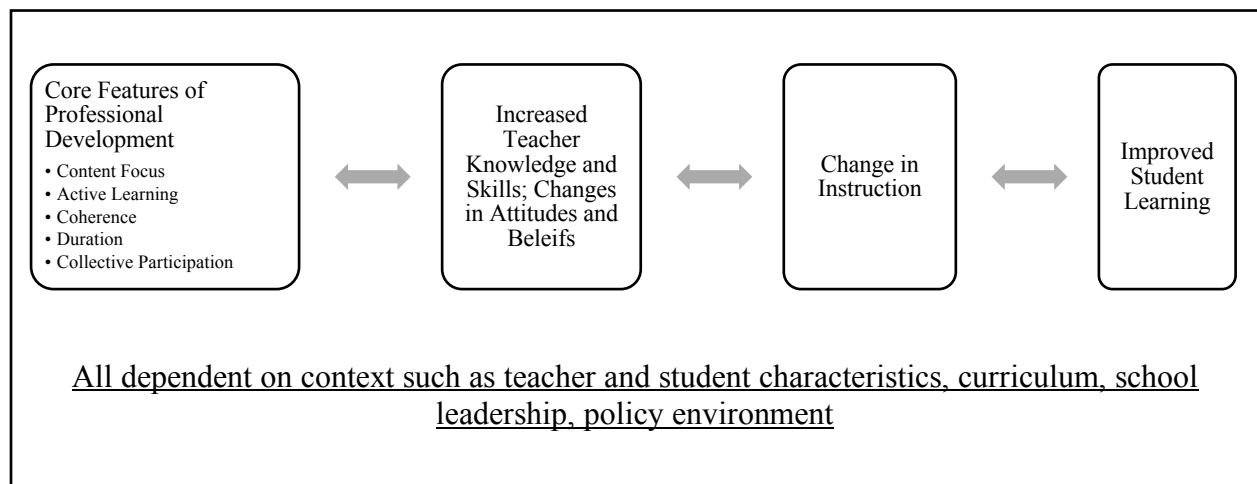 Core Features of
Professional
Development
• Content Focus
• Active Learning
• Coherence
• Duration
• Collective Participation
Increased
Teacher
Knowledge and
Skills; Changes
in Attitudes and
Beleifs
Change in
Instruction
Improved
Student
Learning
All dependent on context such as teacher and student characteristics, curriculum, school
leadership, policy environment